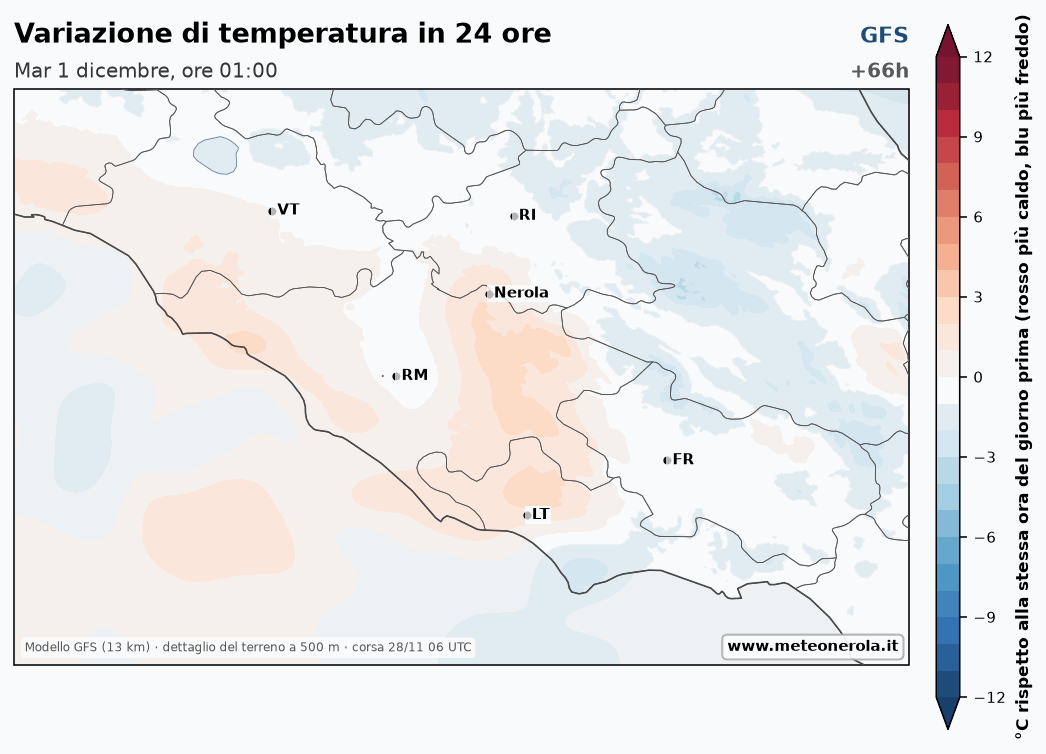 Variazione di temperatura in 24 ore
GFS
Mar 1 dicembre, ore 01:00
+66h
VT
RI
Nerola
RM
FR
LT
Modello GFS (13 km) · dettaglio del terreno a 500 m · corsa 28/11 06 UTC
www.meteonerola.it
12
9
6
3
0
−3
−6
−9
−12
°C rispetto alla stessa ora del giorno prima (rosso più caldo, blu più freddo)